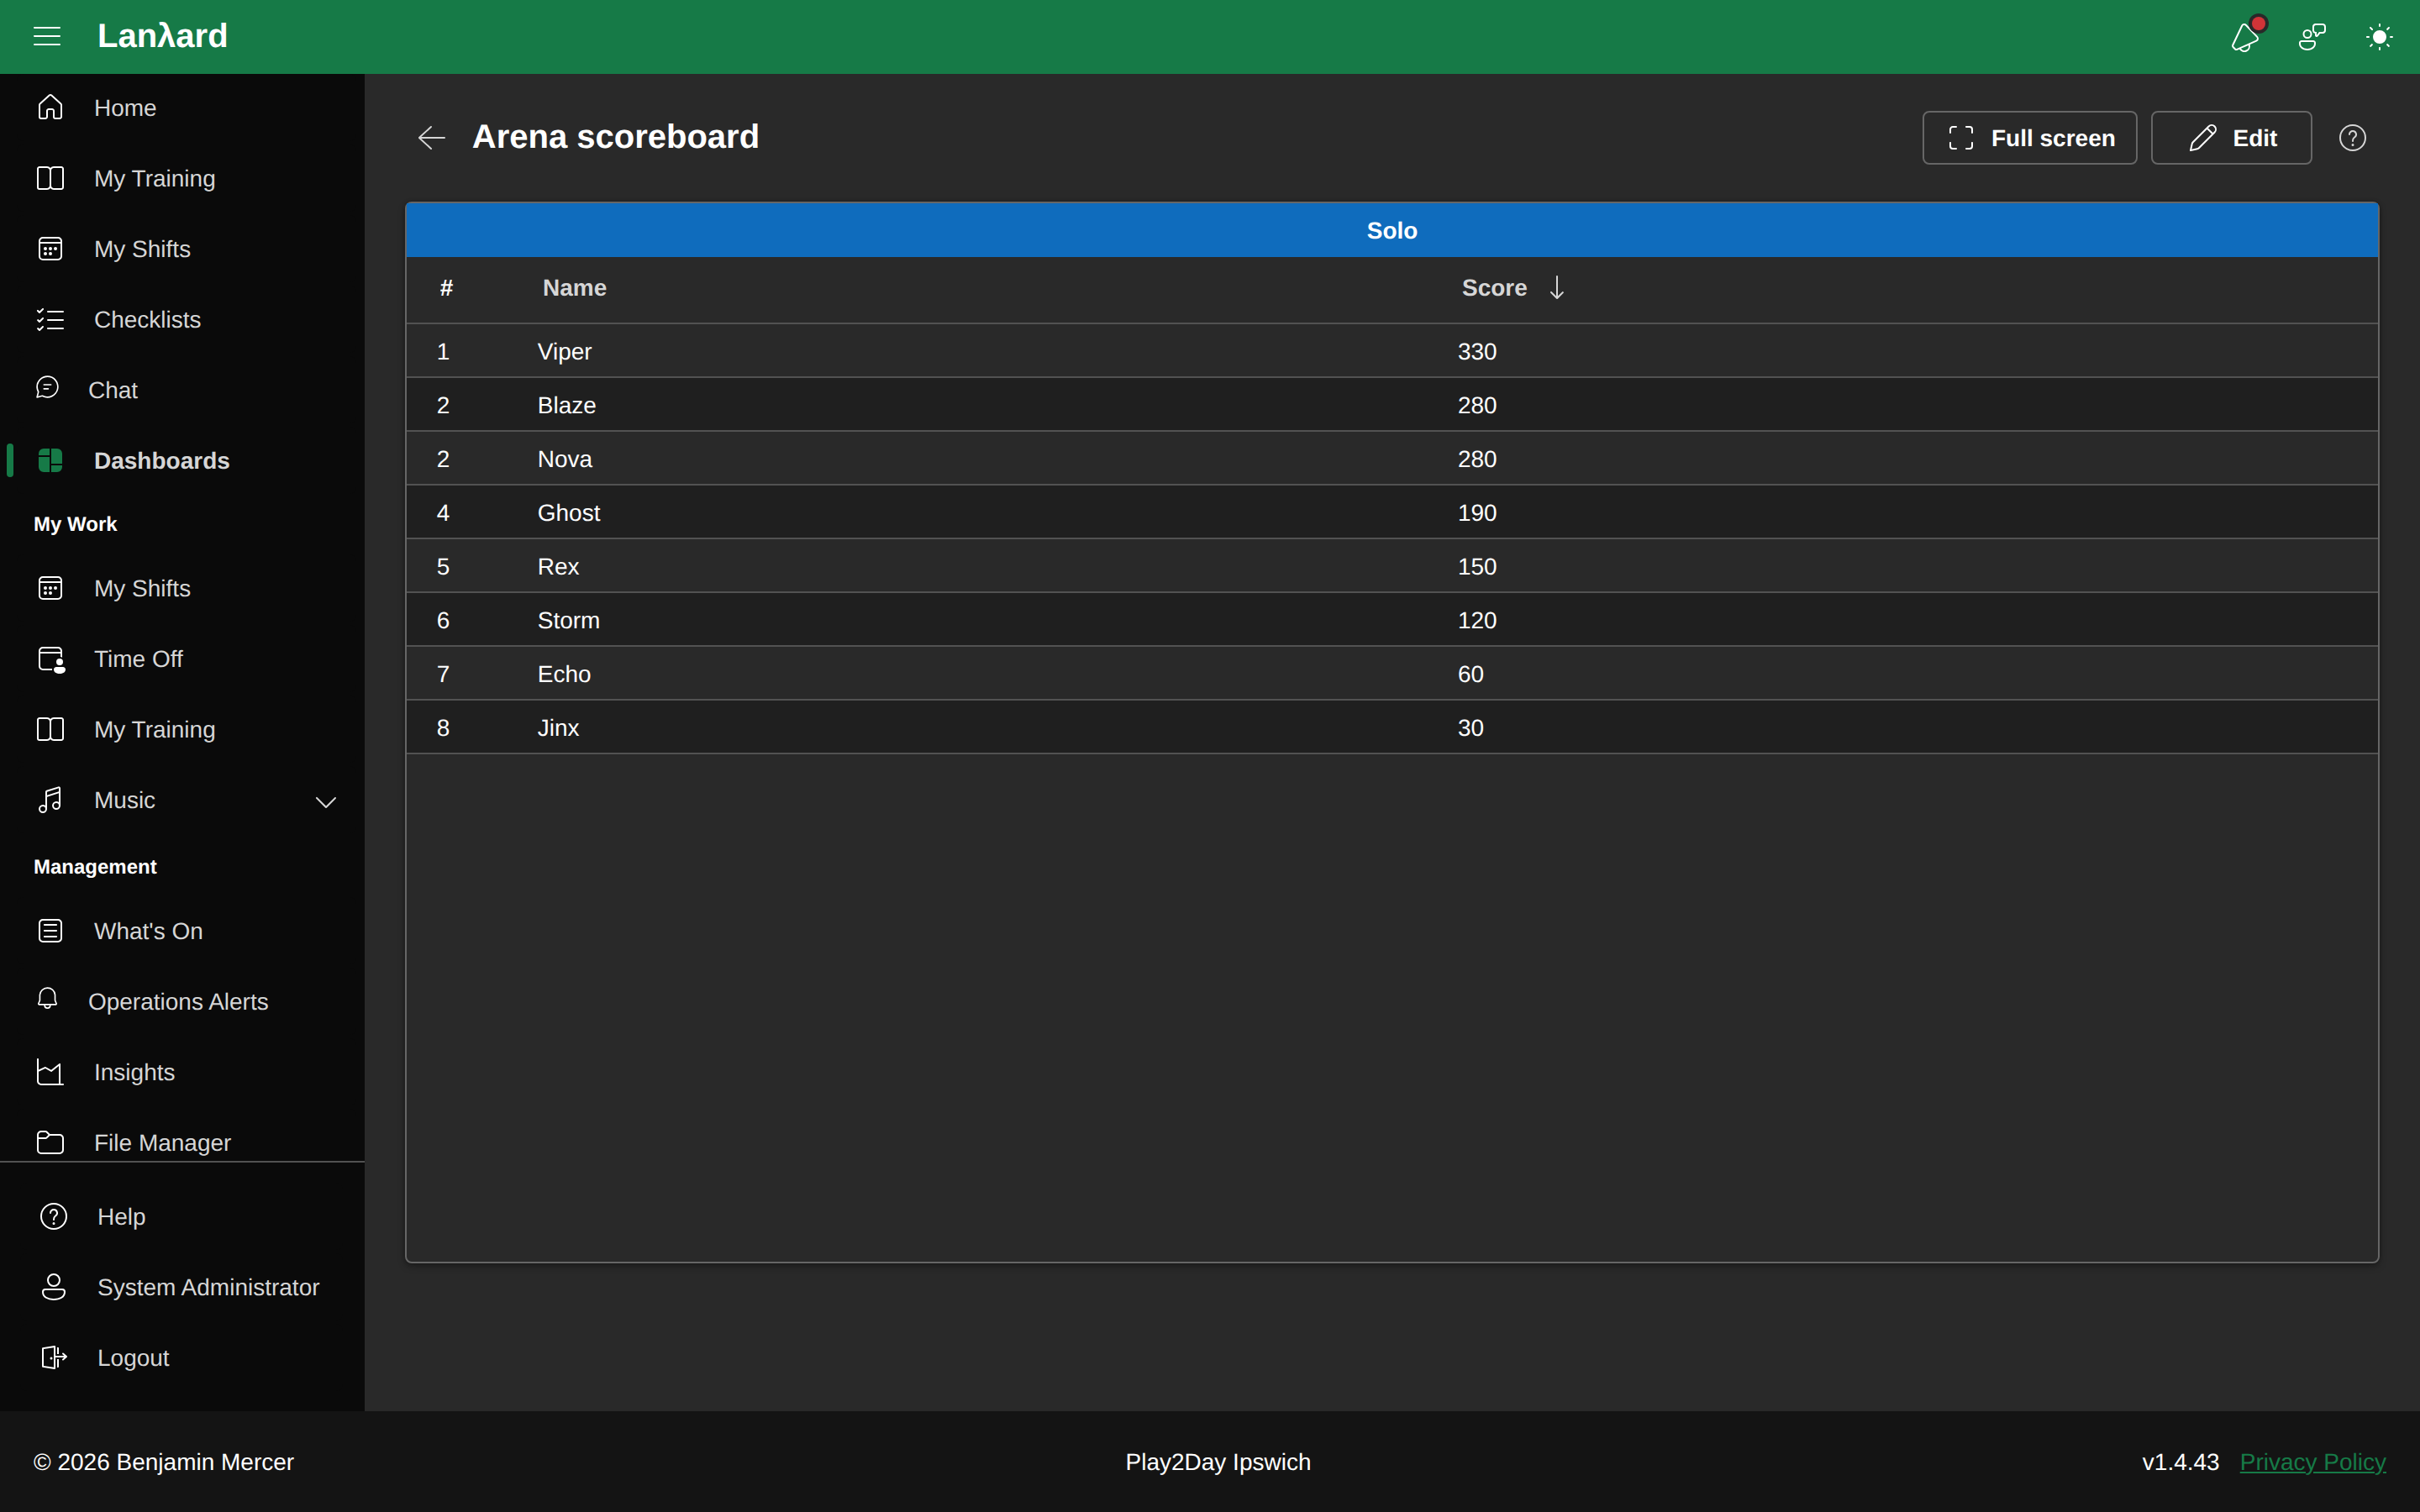 Lanλard
Home
My Training
My Shifts
Checklists
Chat
Dashboards
My Work
My Shifts
Time Off
My Training
Music
Management
What's On
Operations Alerts
Insights
File Manager
Help
System Administrator
Logout
Arena scoreboard
Full screen
Edit
Solo
# Name Score
1 Viper 330
2 Blaze 280
2 Nova 280
4 Ghost 190
5 Rex 150
6 Storm 120
7 Echo 60
8 Jinx 30
© 2026 Benjamin Mercer
Play2Day Ipswich
v1.4.43 Privacy Policy